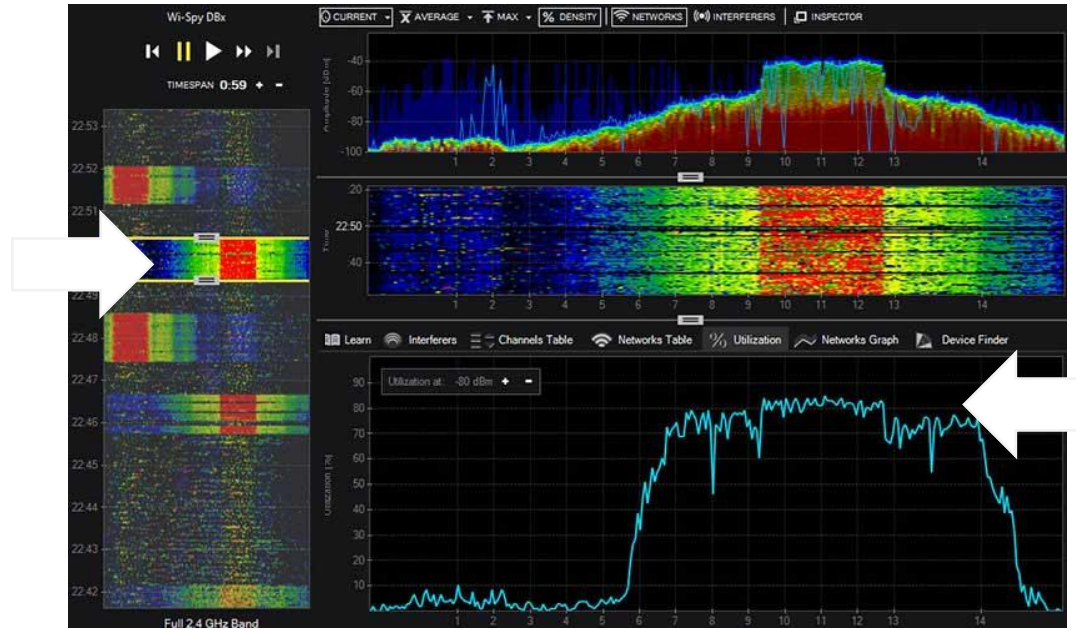 Wi-Spy DBx
TIMESPAN 0:59 + -
22:53
22:52
22:51
22:49
22:48
22:47
22:46
22:45
22:44
22:43
22:42
Full 2.4 GHz Band
CURRENT AVERAGE MAX % DENSITY NETWORKS INTERFERERS INSPECTOR
Amplitude [dBm]
-40
-60
-80
-100
1 2 3 4 5 6 7 8 9 10 11 12 13 14
Time
:20
22:50
:40
1 2 3 4 5 6 7 8 9 10 11 12 13 14
Learn Interferers Channels Table Networks Table Utilization Networks Graph Device Finder
Utilization at: -80 dBm + -
Utilization [%]
90
80
70
60
50
40
30
20
10
1 2 3 4 5 6 7 8 9 10 11 12 13 14